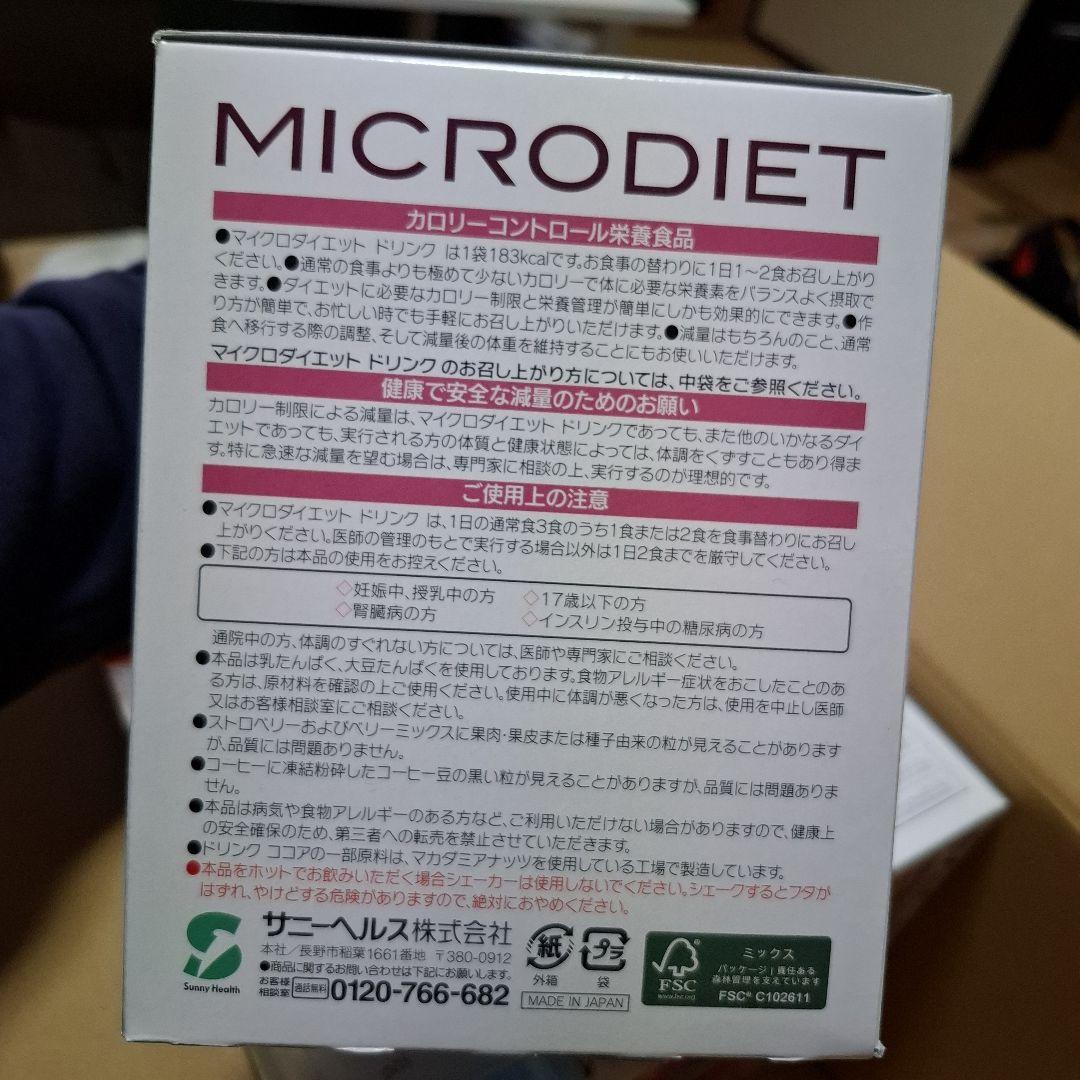 MICRODIET
カロリーコントロール栄養食品
●マイクロダイエット ドリンク は1袋183kcalです。お食事の替わりに1日1〜2食お召し上がり
ください。●通常の食事よりも極めて少ないカロリーで体に必要な栄養素をバランスよく摂取で
きます。●ダイエットに必要なカロリー制限と栄養管理が簡単にしかも効果的にできます。●作
り方が簡単で、お忙しい時でも手軽にお召し上がりいただけます。●減量はもちろんのこと、通常
食へ移行する際の調整、そして減量後の体重を維持することにもお使いいただけます。
マイクロダイエット ドリンク のお召し上がり方については、中袋をご参照ください。
健康で安全な減量のためのお願い
カロリー制限による減量は、マイクロダイエット ドリンクであっても、また他のいかなるダイ
エットであっても、実行される方の体質と健康状態によっては、体調をくずすこともあり得ま
す。特に急速な減量を望む場合は、専門家に相談の上、実行するのが理想的です。
ご使用上の注意
●マイクロダイエット ドリンク は、1日の通常食3食のうち1食または2食を食事替わりにお召し
上がりください。医師の管理のもとで実行する場合以外は1日2食までを厳守してください。
●下記の方は本品の使用をお控えください。
◇妊娠中、授乳中の方 ◇17歳以下の方
◇腎臓病の方 ◇インスリン投与中の糖尿病の方
通院中の方、体調のすぐれない方については、医師や専門家にご相談ください。
●本品は乳たんぱく、大豆たんぱくを使用しております。食物アレルギー症状をおこしたことのあ
る方は、原材料を確認の上ご使用ください。使用中に体調が悪くなった方は、使用を中止し医師
又はお客様相談室にご相談ください。
●ストロベリーおよびベリーミックスに果肉・果皮または種子由来の粒が見えることがあります
が、品質には問題ありません。
●コーヒーに凍結粉砕したコーヒー豆の黒い粒が見えることがありますが、品質には問題ありま
せん。
●本品は病気や食物アレルギーのある方など、ご利用いただけない場合がありますので、健康上
の安全確保のため、第三者への転売を禁止させていただきます。
●ドリンク ココアの一部原料は、マカダミアナッツを使用している工場で製造しています。
●本品をホットでお飲みいただく場合シェーカーは使用しないでください。シェークするとフタが
はずれ、やけどする危険がありますので、絶対におやめください。
Sunny Health
サニーヘルス株式会社
本社/長野市稲葉1661番地 〒380-0912
●商品に関するお問い合わせは下記にお願いします。
お客様相談室 通話無料 0120-766-682
紙
外箱
プラ
袋
MADE IN JAPAN
FSC
www.fsc.org
ミックス
パッケージ|責任ある
森林管理を支えています
FSC® C102611